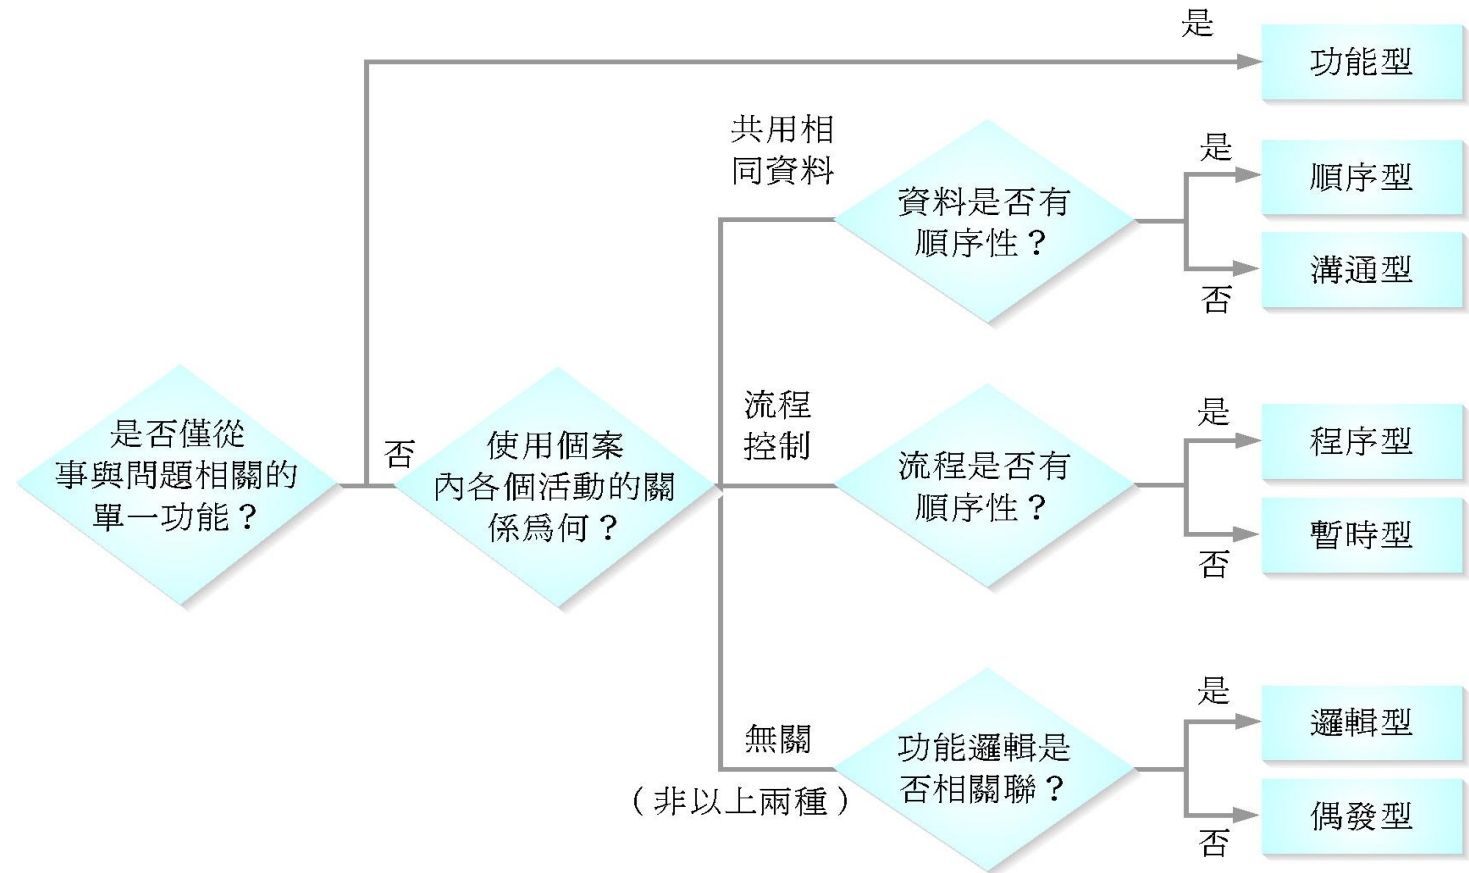 是
功能型
共用相
同資料
資料是否有
順序性？
是
順序型
否
溝通型
是否僅從
事與問題相關的
單一功能？
否
使用個案
內各個活動的關
係爲何？
流程
控制
流程是否有
順序性？
是
程序型
否
暫時型
無關
（非以上兩種）
功能邏輯是
否相關聯？
是
邏輯型
否
偶發型